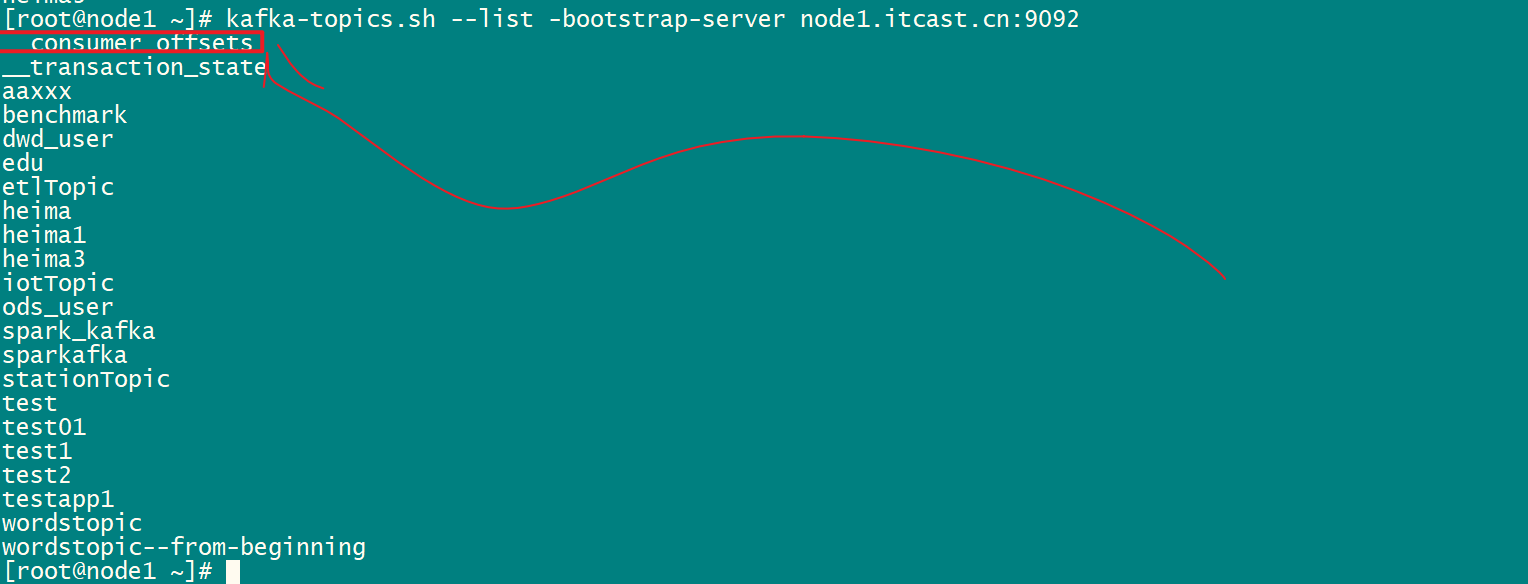 [root@node1 ~]# kafka-topics.sh --list -bootstrap-server node1.itcast.cn:9092
__consumer_offsets
__transaction_state
aaxxx
benchmark
dwd_user
edu
etlTopic
heima
heima1
heima3
iotTopic
ods_user
spark_kafka
sparkafka
stationTopic
test
test01
test1
test2
testapp1
wordstopic
wordstopic--from-beginning
[root@node1 ~]#